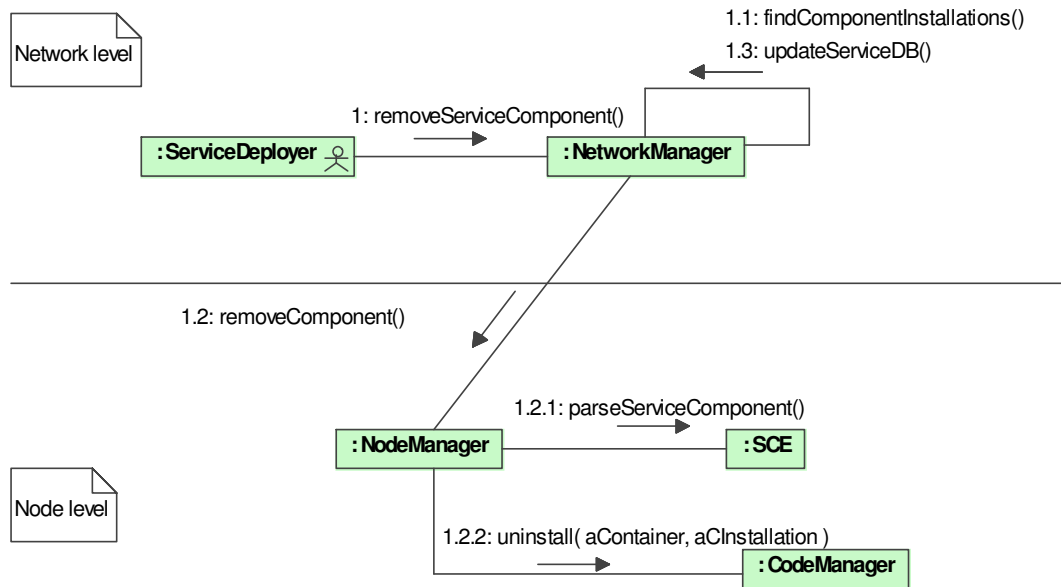 1.1: findComponentInstallations()
Network level
1.3: updateServiceDB()
1: removeServiceComponent()
: ServiceDeployer
: NetworkManager
1.2: removeComponent()
1.2.1: parseServiceComponent()
: NodeManager
: SCE
Node level
1.2.2: uninstall( aContainer, aCInstallation )
: CodeManager